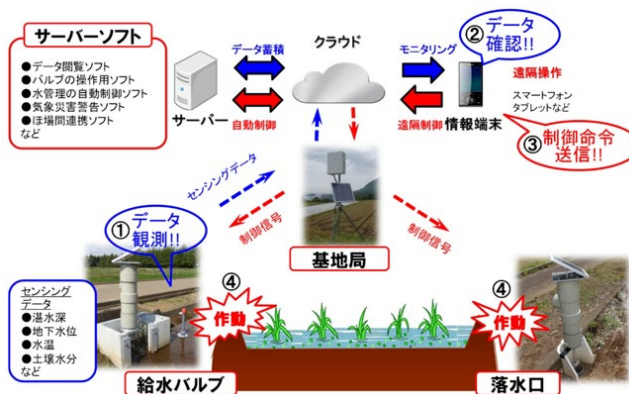 サーバーソフト
●データ閲覧ソフト
●バルブの操作用ソフト
●水管理の自動制御ソフト
●気象災害警告ソフト
●ほ場間連携ソフト
など
サーバー
データ蓄積
自動制御
クラウド
モニタリング
遠隔制御
情報端末
②データ
確認!!
遠隔操作
スマートフォン
タブレットなど
③制御命令
送信!!
センシングデータ
制御信号
制御信号
基地局
①データ
観測!!
センシング
データ
●湛水深
●地下水位
●水温
●土壌水分
など
④
作動
④
作動
給水バルブ
落水口